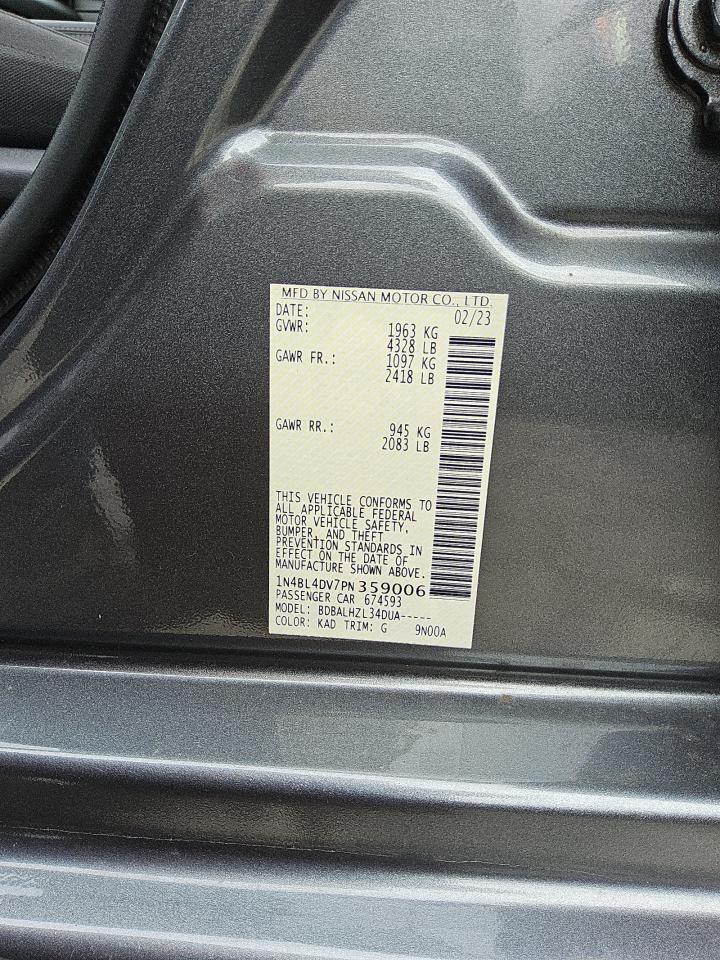 MFD BY NISSAN MOTOR CO., LTD.
DATE: 02/23
GVWR: 1963 KG
4328 LB
GAWR FR.: 1097 KG
2418 LB
GAWR RR.: 945 KG
2083 LB
THIS VEHICLE CONFORMS TO
ALL APPLICABLE FEDERAL
MOTOR VEHICLE SAFETY,
BUMPER, AND THEFT
PREVENTION STANDARDS IN
EFFECT ON THE DATE OF
MANUFACTURE SHOWN ABOVE.
1N4BL4DV7PN359006
PASSENGER CAR 674593
MODEL: BDBALHZL34DUA-----
COLOR: KAD TRIM: G 9N00A